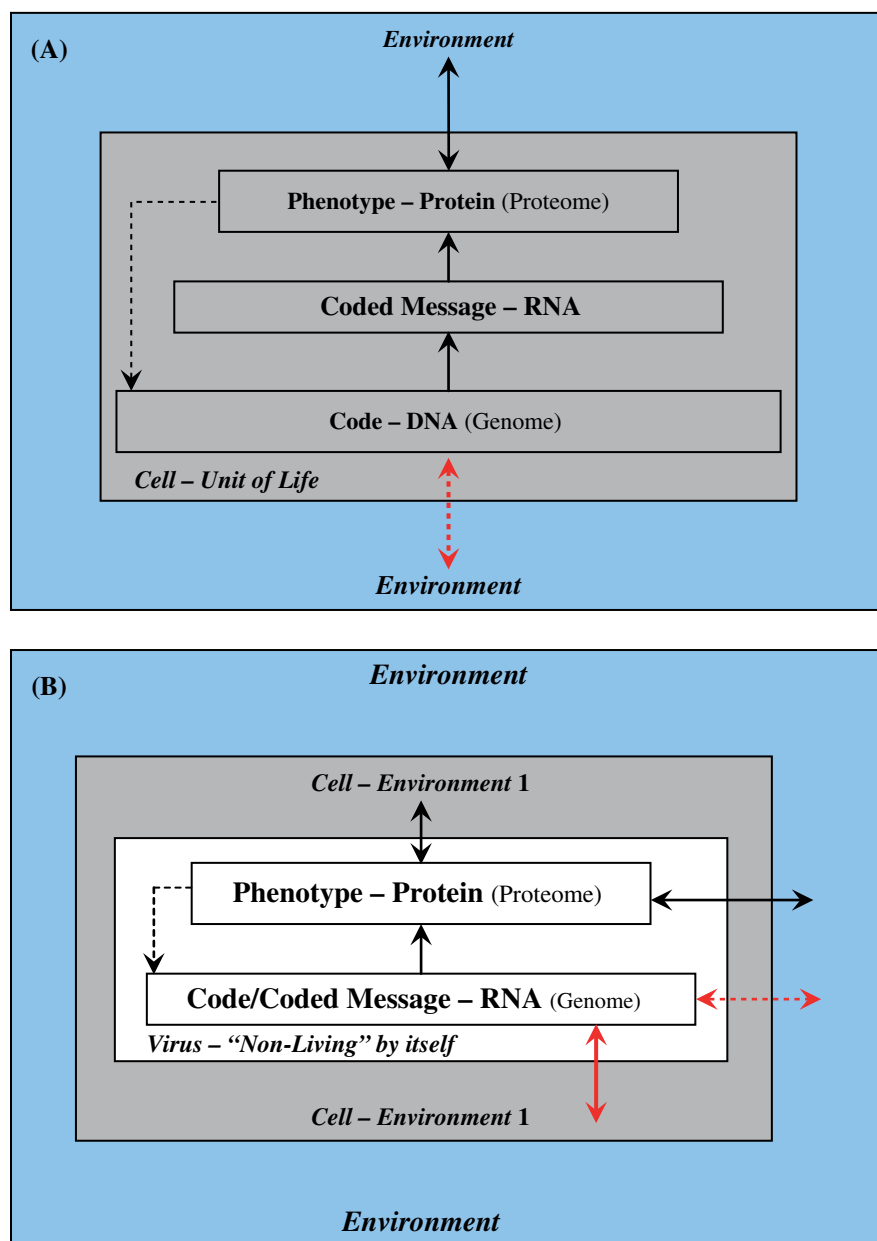 (A)
Environment
Phenotype – Protein (Proteome)
Coded Message – RNA
Code – DNA (Genome)
Cell – Unit of Life
Environment
(B)
Environment
Cell – Environment 1
Phenotype – Protein (Proteome)
Code/Coded Message – RNA (Genome)
Virus – “Non-Living” by itself
Cell – Environment 1
Environment